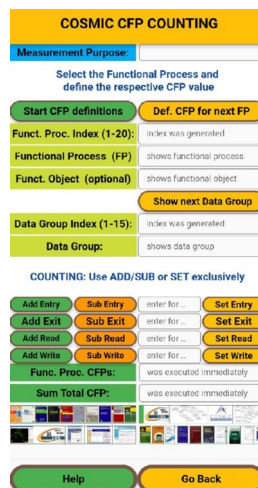 COSMIC CFP COUNTING
Measurement Purpose:
Select the Functional Process and
define the respective CFP value
Start CFP definitions Def. CFP for next FP
Funct. Proc. Index (1-20): index was generated
Functional Process (FP) shows functional process
Funct. Object (optional) shows functional object
Show next Data Group
Data Group Index (1-15): index was generated
Data Group: shows data group
COUNTING: Use ADD/SUB or SET exclusively
Add Entry Sub Entry enter for ... Set Entry
Add Exit Sub Exit enter for ... Set Exit
Add Read Sub Read enter for ... Set Read
Add Write Sub Write enter for ... Set Write
Func. Proc. CFPs: was executed immediately
Sum Total CFP: was executed immediately
Help Go Back